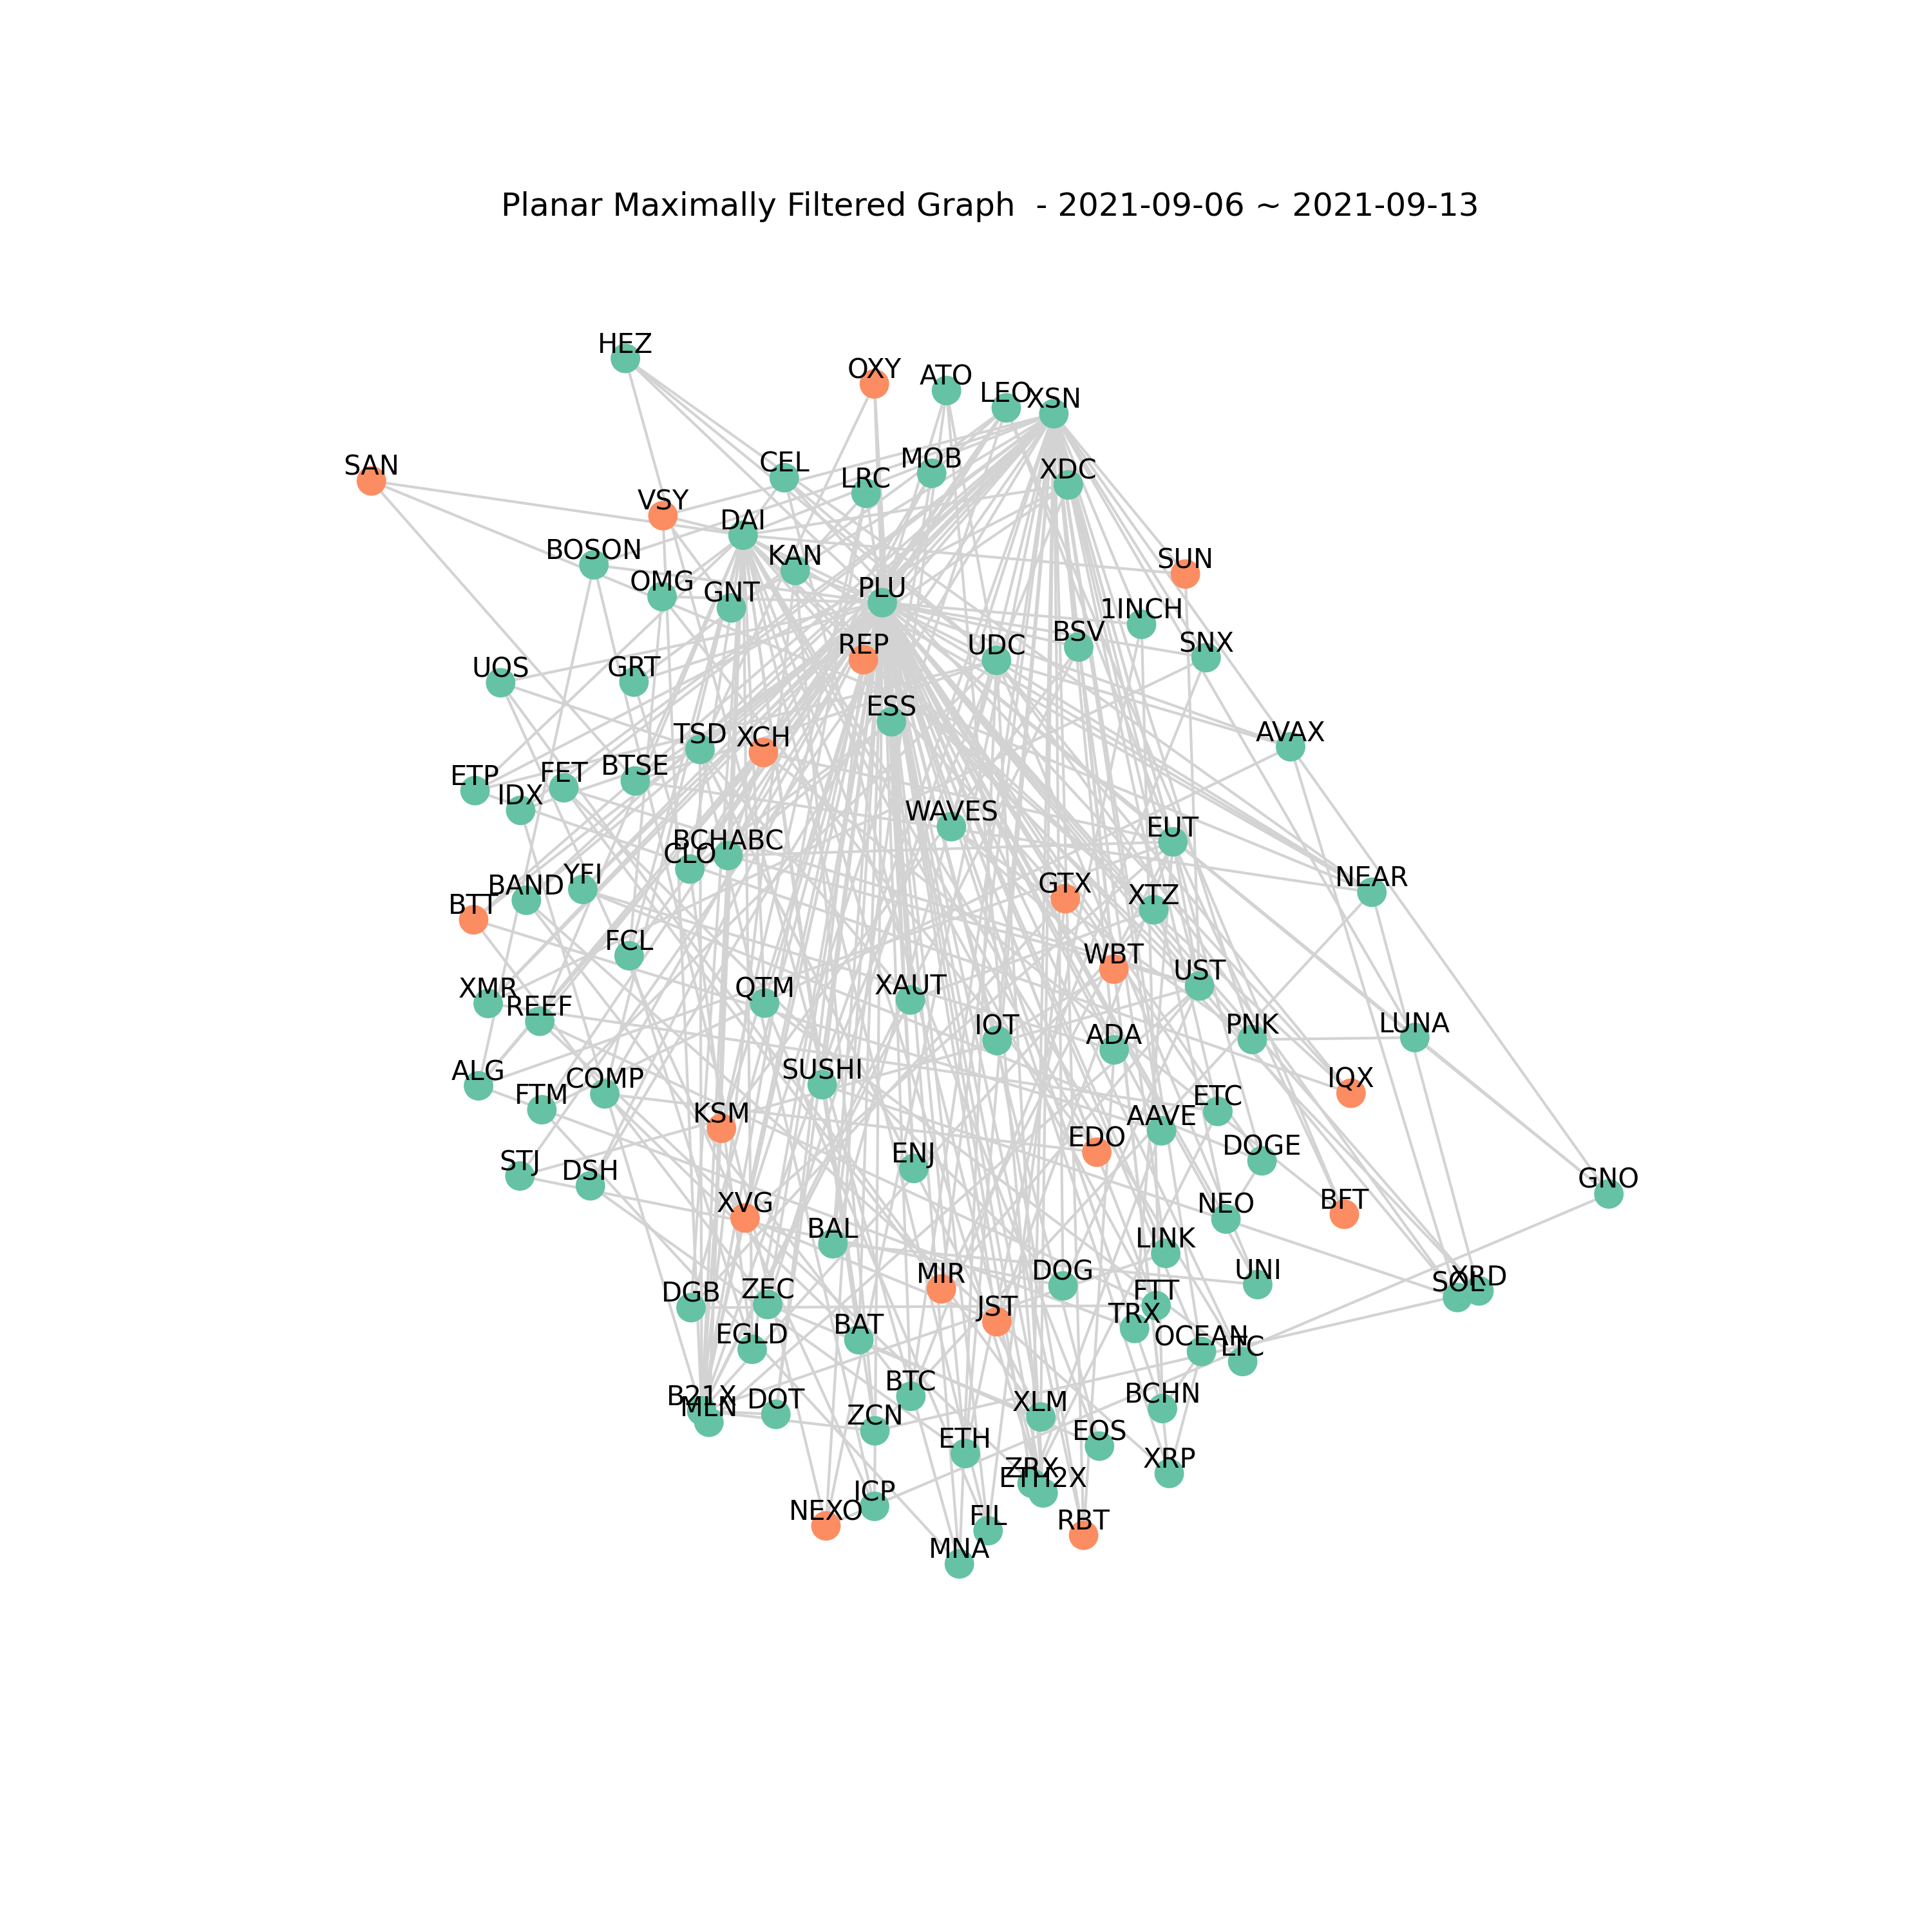 Planar Maximally Filtered Graph - 2021-09-06 ~ 2021-09-13
HEZ
OXY
ATO
LEO
XSN
SAN
CEL
LRC
MOB
XDC
VSY
DAI
BOSON
KAN
SUN
OMG
GNT
PLU
1INCH
REP
UDC
BSV
SNX
UOS
GRT
ESS
TSD
XCH
AVAX
ETP
FET
BTSE
IDX
WAVES
EUT
BCHABC
CLO
YFI
BAND
BTT
GTX
XTZ
NEAR
FCL
WBT
UST
XMR
REEF
QTM
XAUT
IOT
ADA
PNK
LUNA
ALG
FTM
COMP
SUSHI
IQX
KSM
ETC
AAVE
EDO
DOGE
STJ
DSH
ENJ
GNO
XVG
NEO
BFT
BAL
LINK
DGB
ZEC
MIR
DOG
UNI
SOL
XRD
FTT
JST
TRX
EGLD
BAT
OCEAN
LTC
B21X
MLN
DOT
BTC
ZCN
XLM
BCHN
ETH
EOS
ZRX
ETH2X
XRP
ICP
NEXO
FIL
RBT
MNA